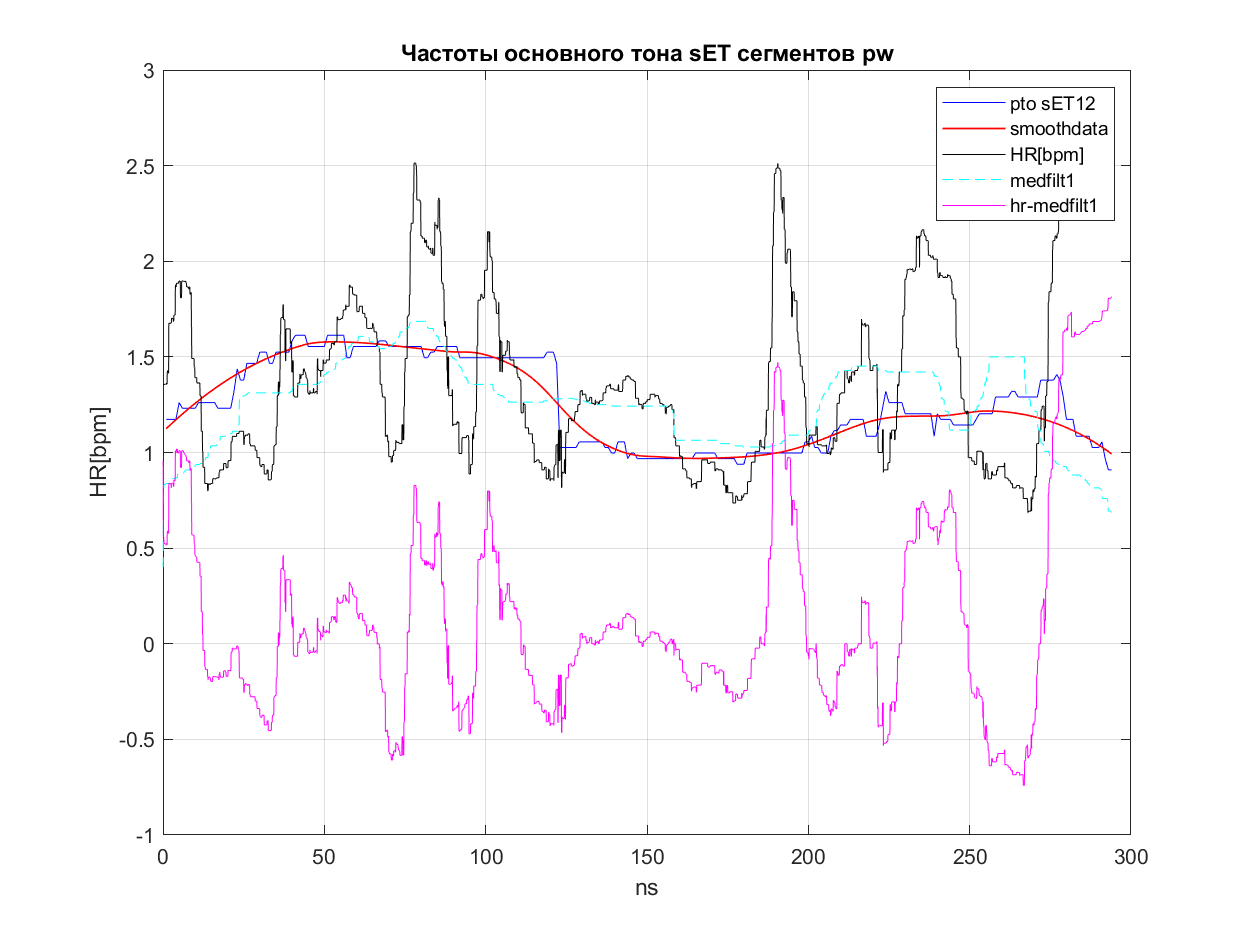 Частоты основного тона sET сегментов pw
pto sET12
smoothdata
HR[bpm]
medfilt1
hr-medfilt1
HR[bpm]
3
2.5
2
1.5
1
0.5
0
-0.5
-1
0
50
100
150
200
250
300
ns